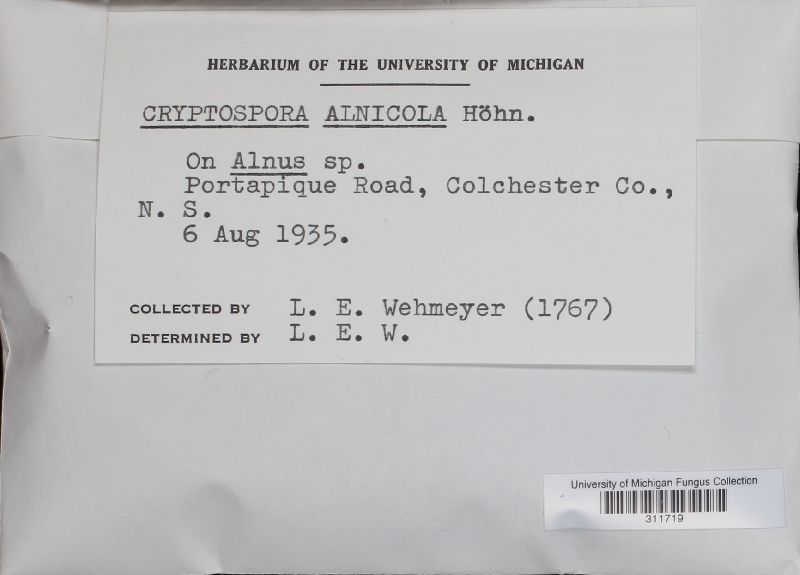 HERBARIUM OF THE UNIVERSITY OF MICHIGAN
CRYPTOSPORA ALNICOLA Höhn.
On Alnus sp.
Portapique Road, Colchester Co.,
N. S.
6 Aug 1935.
COLLECTED BY L. E. Wehmeyer (1767)
DETERMINED BY L. E. W.
University of Michigan Fungus Collection
311719